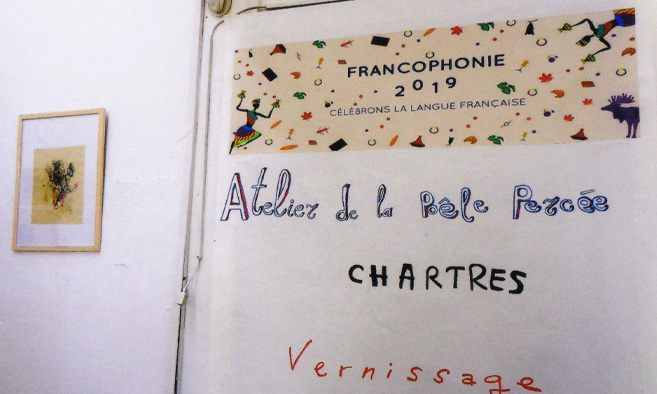 FRANCOPHONIE
2019
CÉLÉBRONS LA LANGUE FRANÇAISE
Atelier de la Poêle Percée
CHARTRES
Vernissage